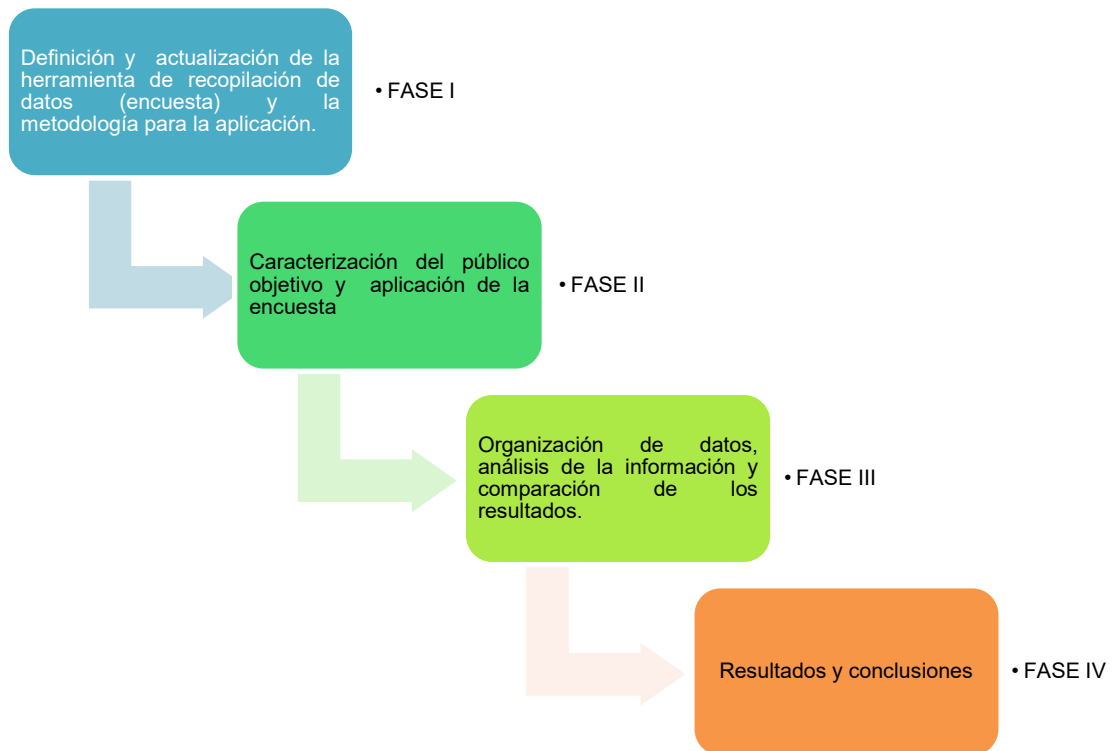 Definición y actualización de la
herramienta de recopilación de
datos (encuesta) y la
metodología para la aplicación.
• FASE I
Caracterización del público
objetivo y aplicación de la
encuesta
• FASE II
Organización de datos,
análisis de la información y
comparación de los
resultados.
• FASE III
Resultados y conclusiones
• FASE IV